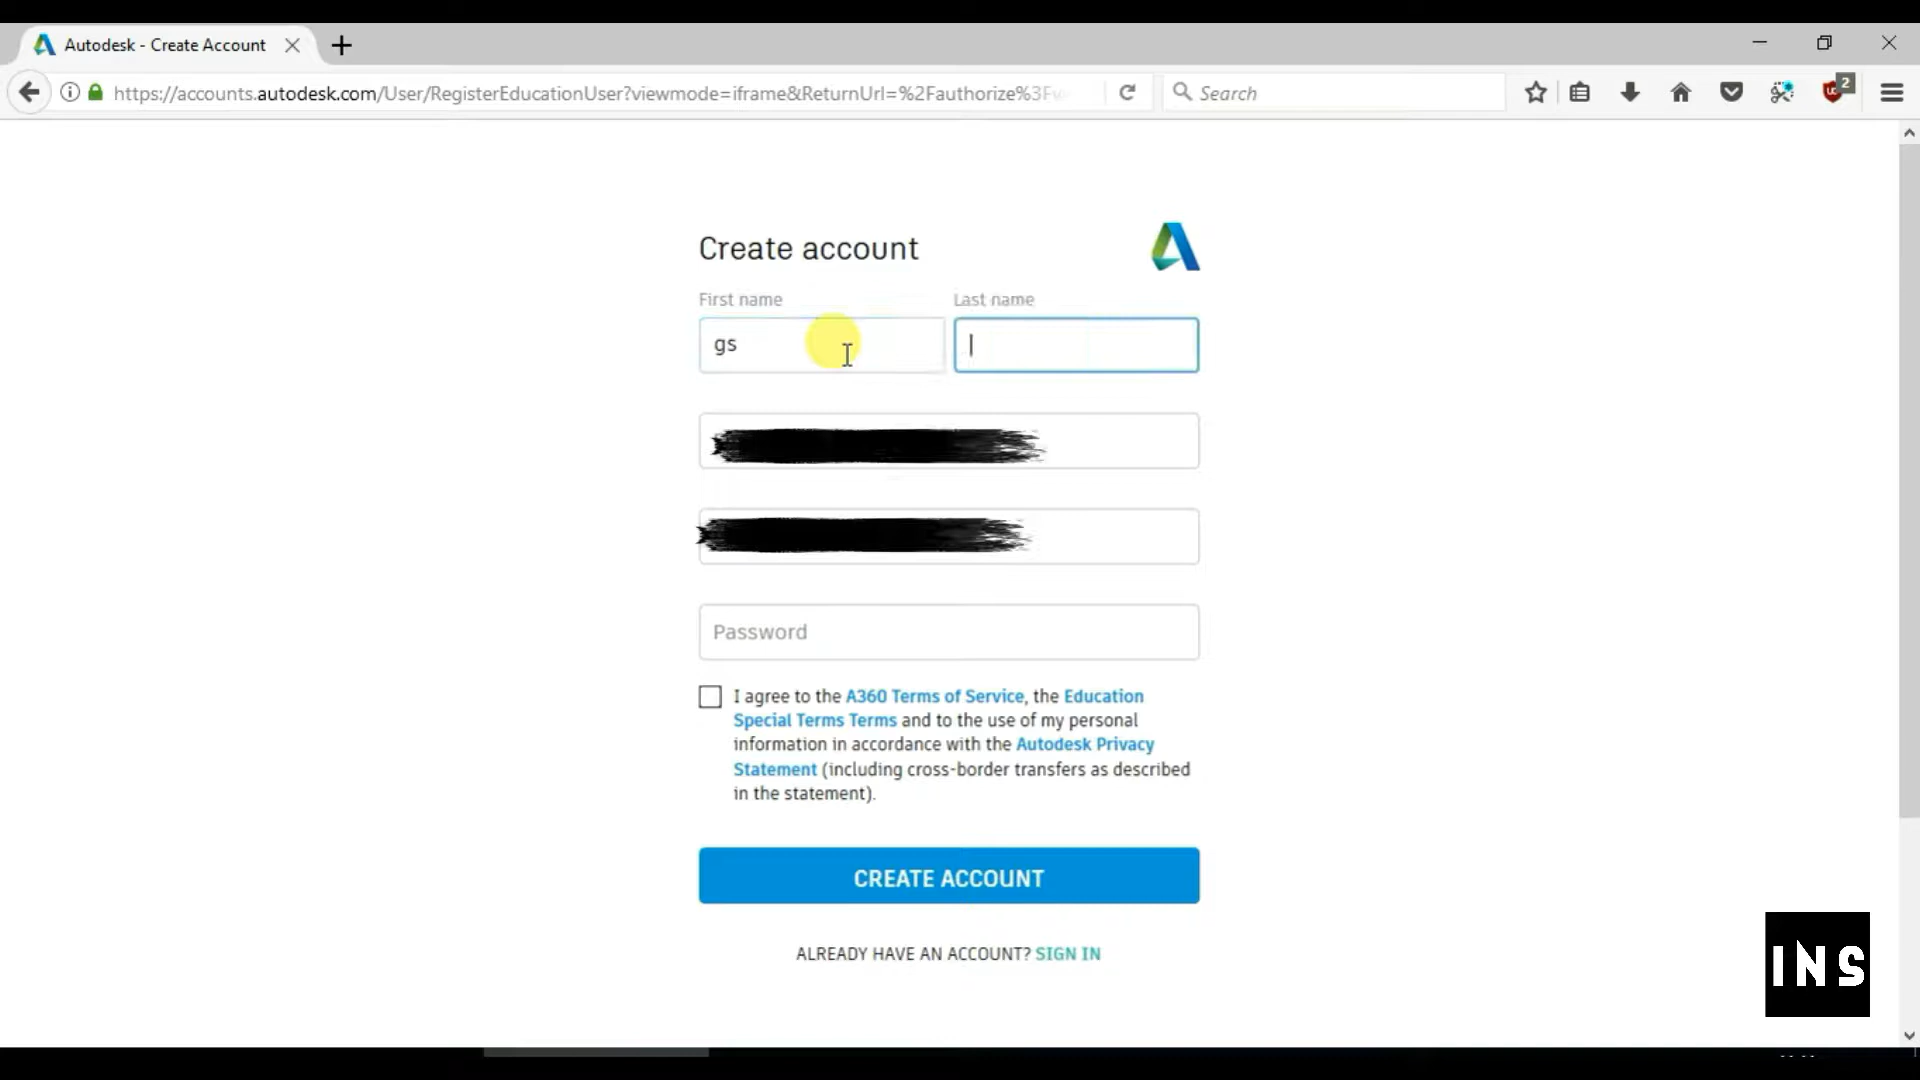 Autodesk - Create Account
https://accounts.autodesk.com/User/RegisterEducationUser?viewmode=iframe&ReturnUrl=%2Fauthorize%3F
Search
2
Create account
First name
Last name
gs
Password
I agree to the A360 Terms of Service, the Education
Special Terms Terms and to the use of my personal
information in accordance with the Autodesk Privacy
Statement (including cross-border transfers as described
in the statement).
CREATE ACCOUNT
ALREADY HAVE AN ACCOUNT? SIGN IN
INS